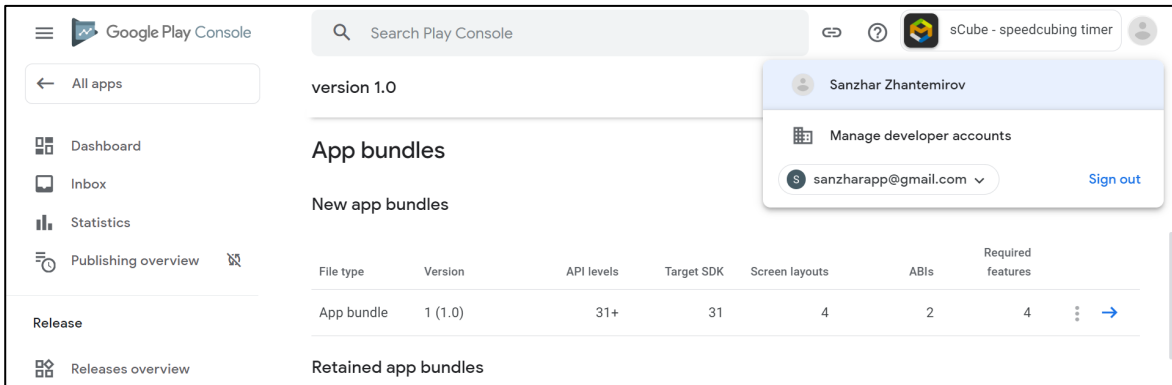 Google Play Console
Search Play Console
sCube - speedcubing timer
All apps
version 1.0
Sanzhar Zhantemirov
Manage developer accounts
S sanzharapp@gmail.com
Sign out
Dashboard
Inbox
Statistics
Publishing overview
Release
Releases overview
App bundles
New app bundles
File type Version API levels Target SDK Screen layouts ABIs Required features
App bundle 1 (1.0) 31+ 31 4 2 4
Retained app bundles